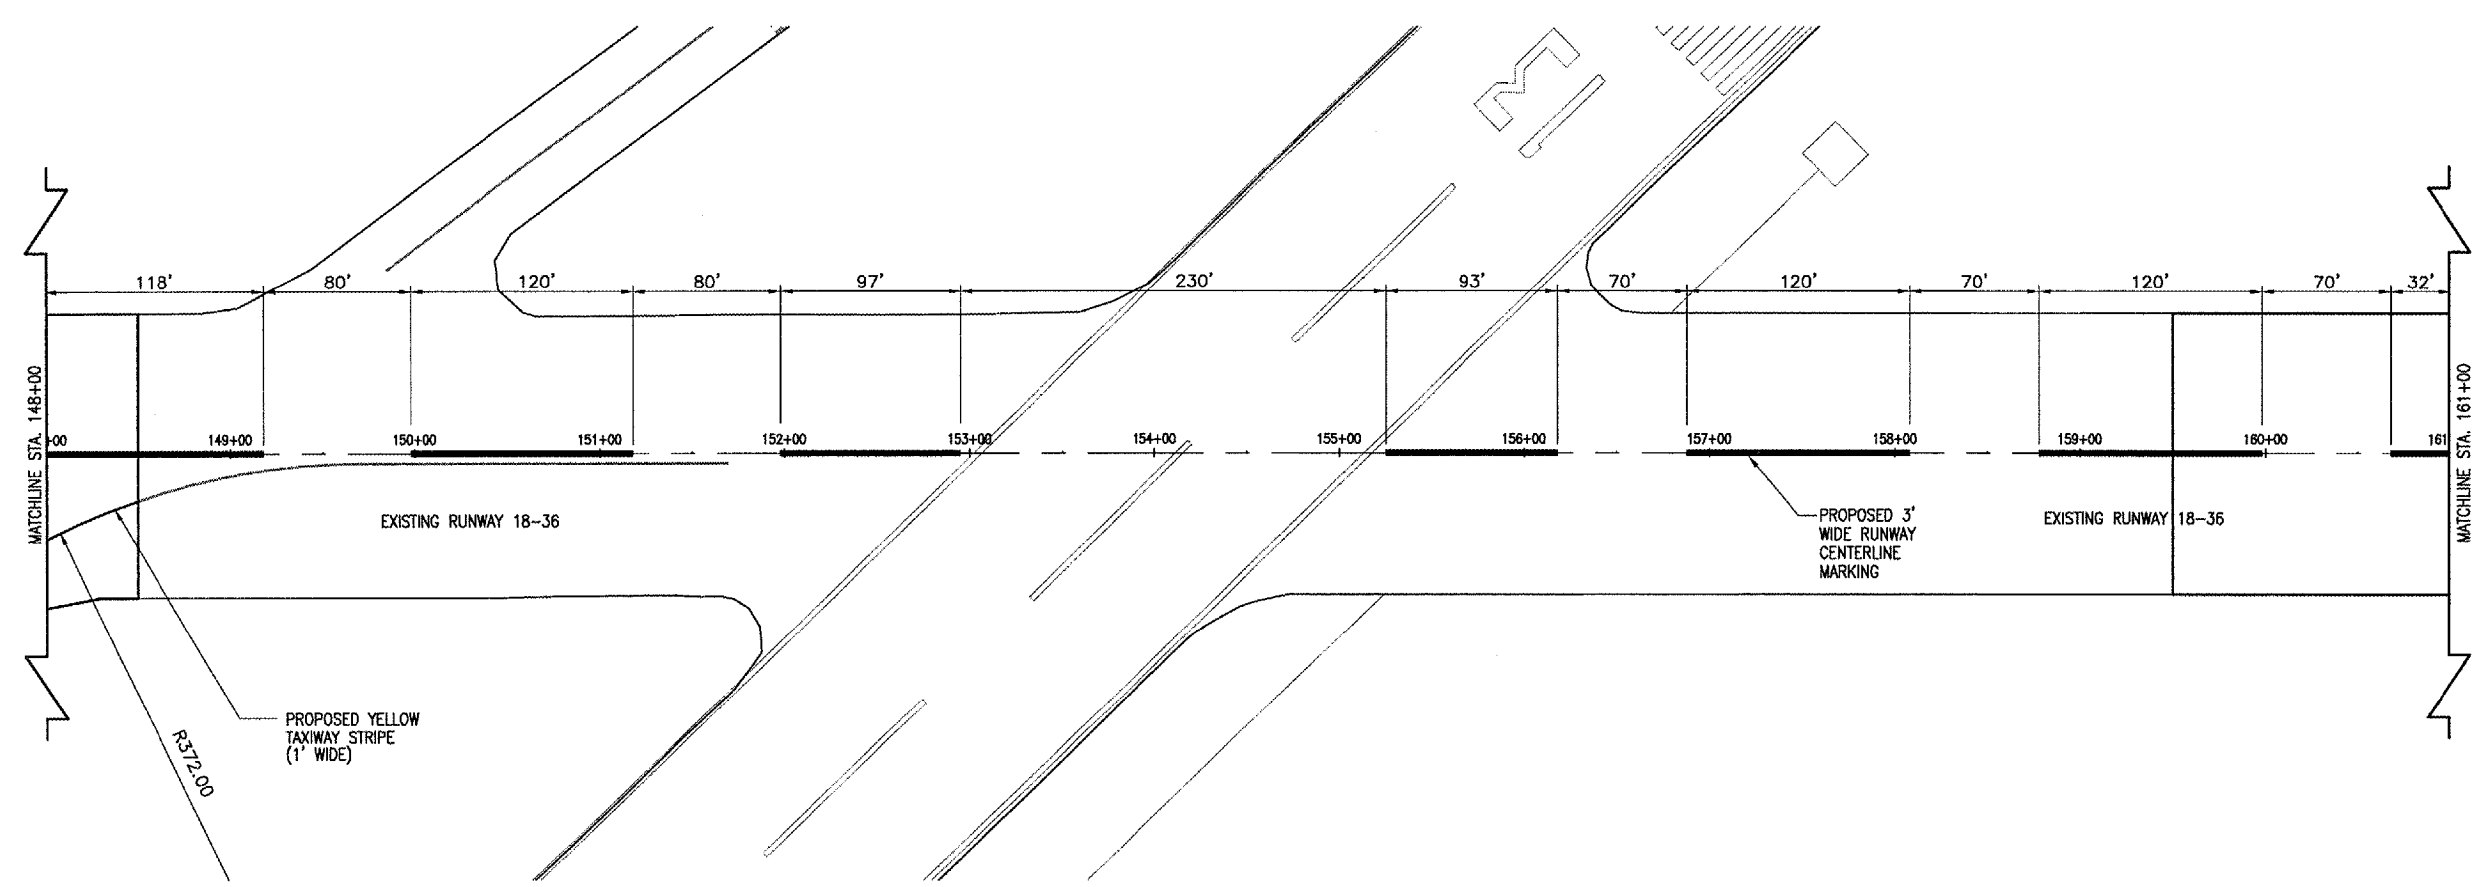 118'
80'
120'
80'
97'
230'
93'
70'
120'
70'
120'
70'
32'
MATCHLINE STA. 148+00
+00
149+00
150+00
151+00
152+00
153+00
154+00
155+00
156+00
157+00
158+00
159+00
160+00
161
MATCHLINE STA. 161+00
EXISTING RUNWAY 18-36
PROPOSED 3'
WIDE RUNWAY
CENTERLINE
MARKING
EXISTING RUNWAY 18-36
PROPOSED YELLOW
TAXIWAY STRIPE
(1' WIDE)
R372.00